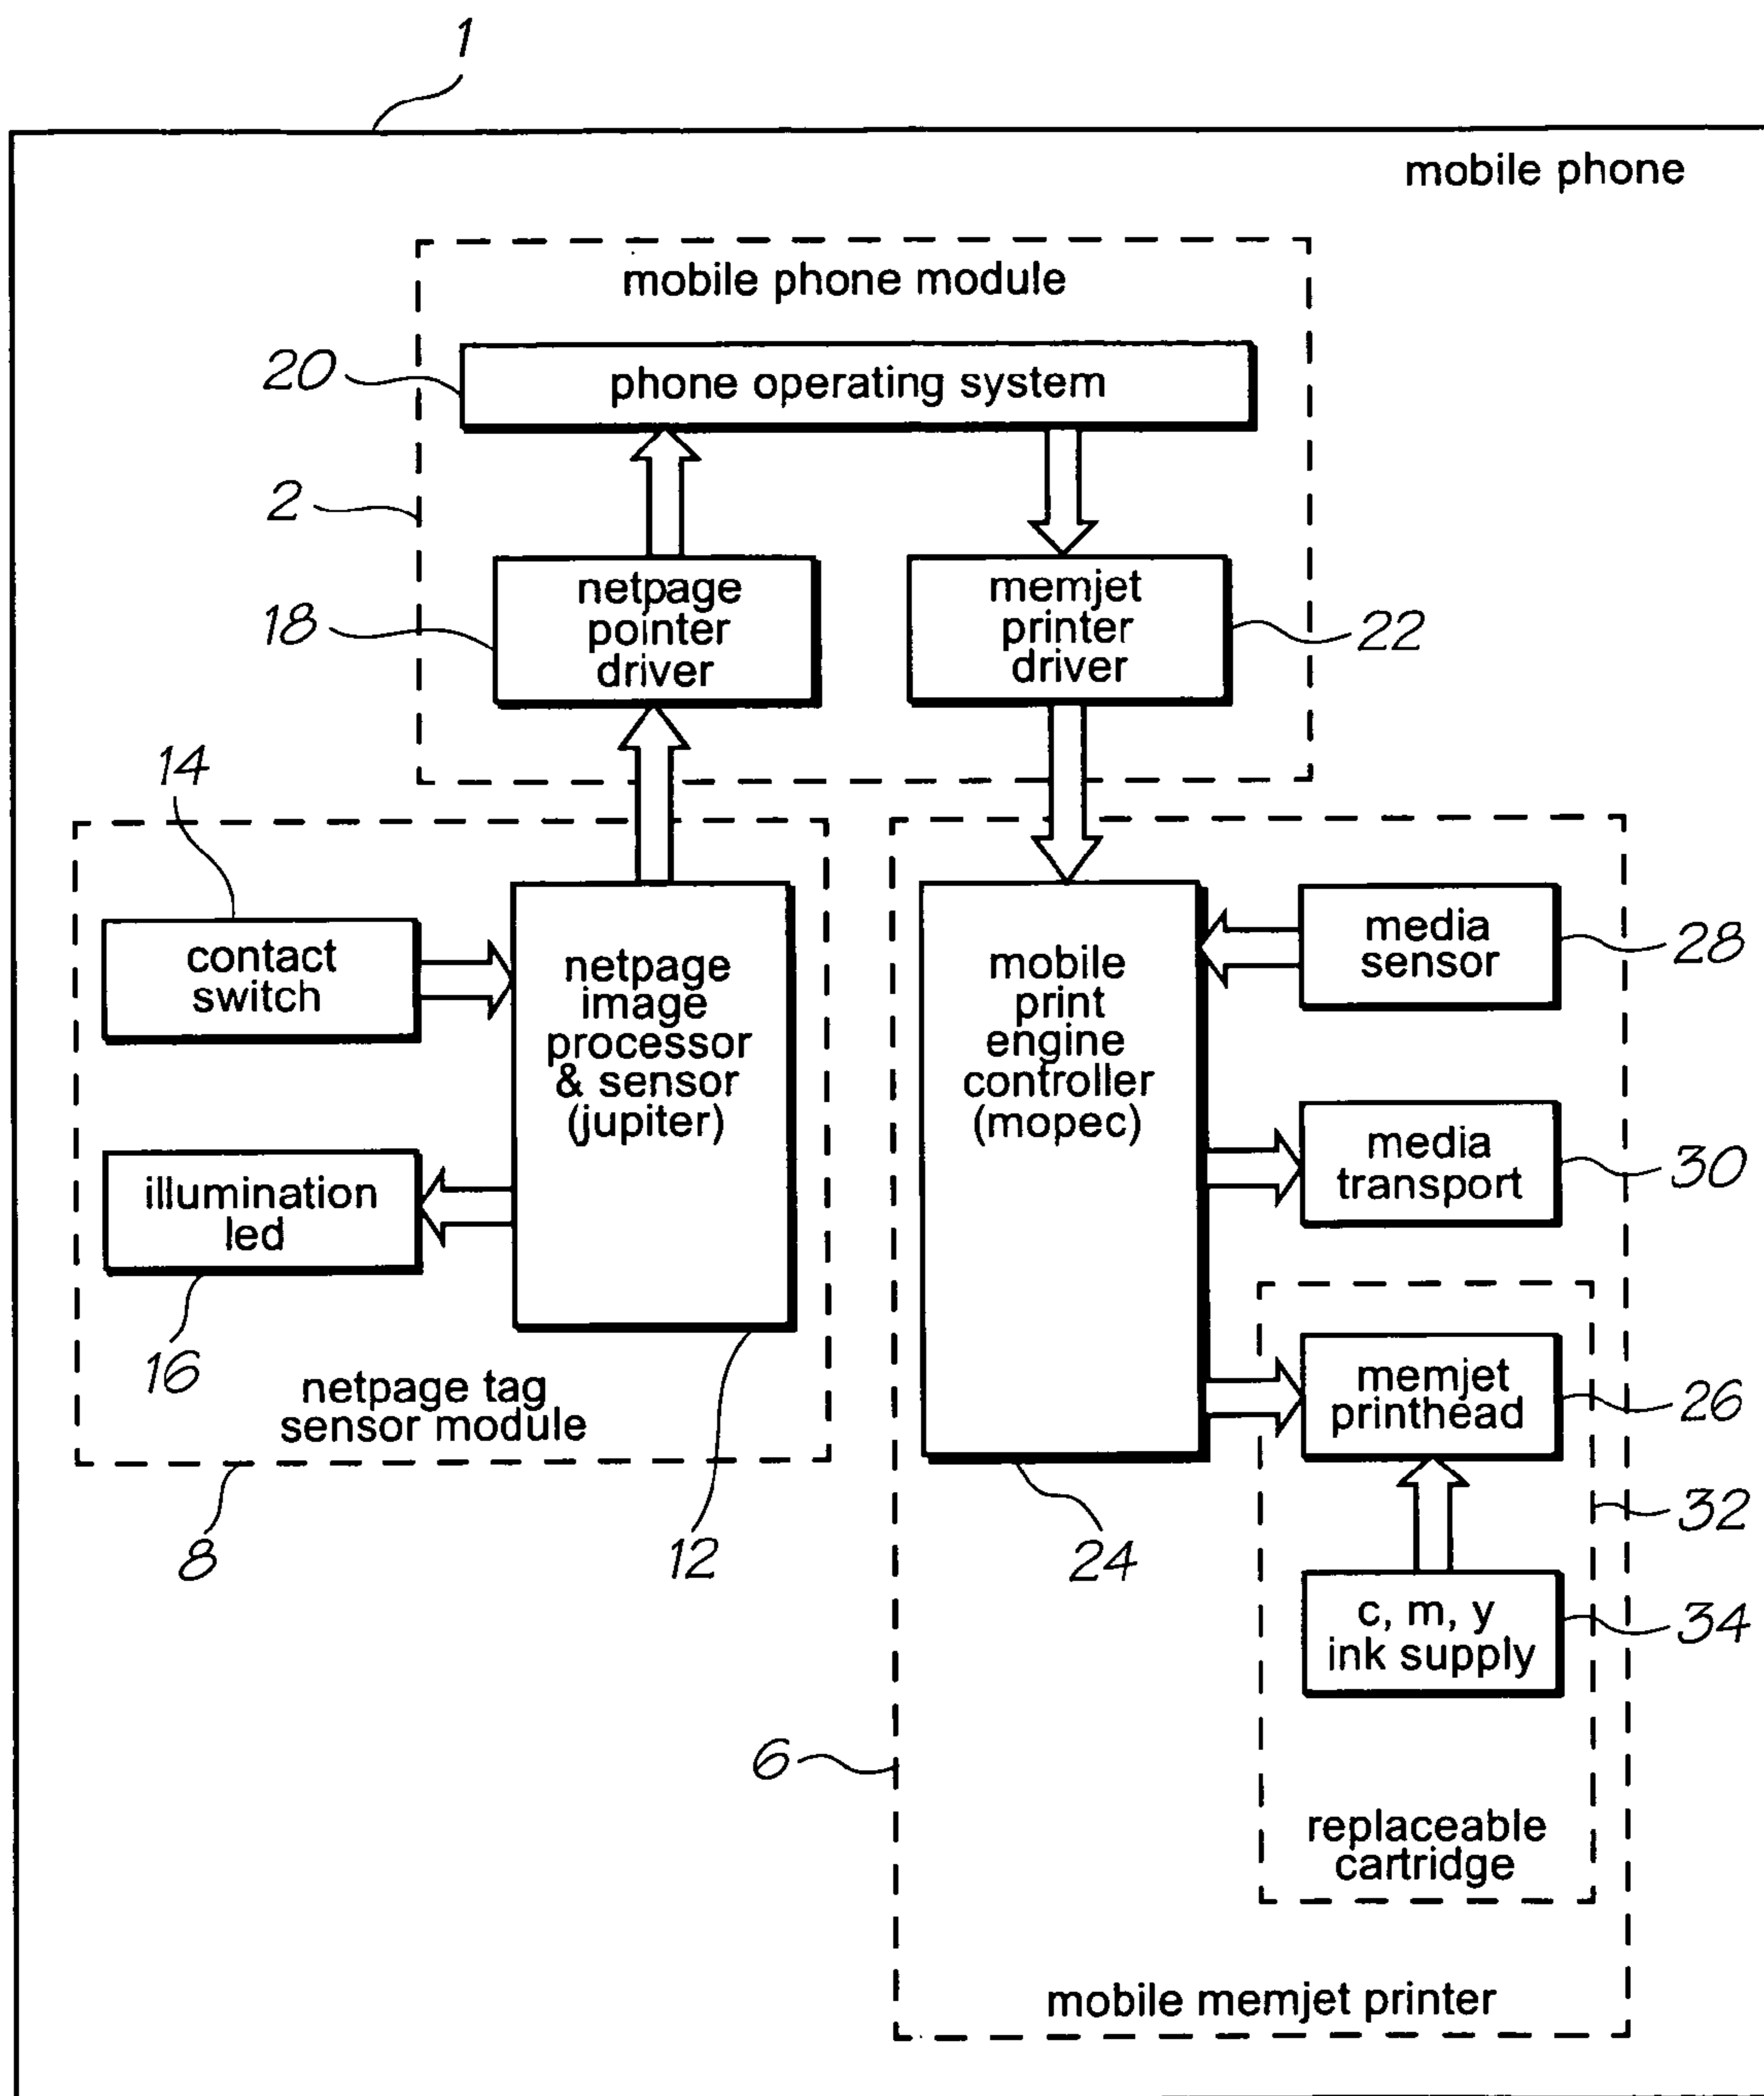 1
mobile phone
mobile phone module
20
phone operating system
2
netpage
pointer
driver
18
memjet
printer
driver
22
14
contact
switch
netpage
image
processor
& sensor
(jupiter)
illumination
led
16
netpage tag
sensor module
8
12
mobile
print
engine
controller
(mopec)
media
sensor
28
media
transport
30
memjet
printhead
26
24
32
c, m, y
ink supply
34
6
replaceable
cartridge
mobile memjet printer